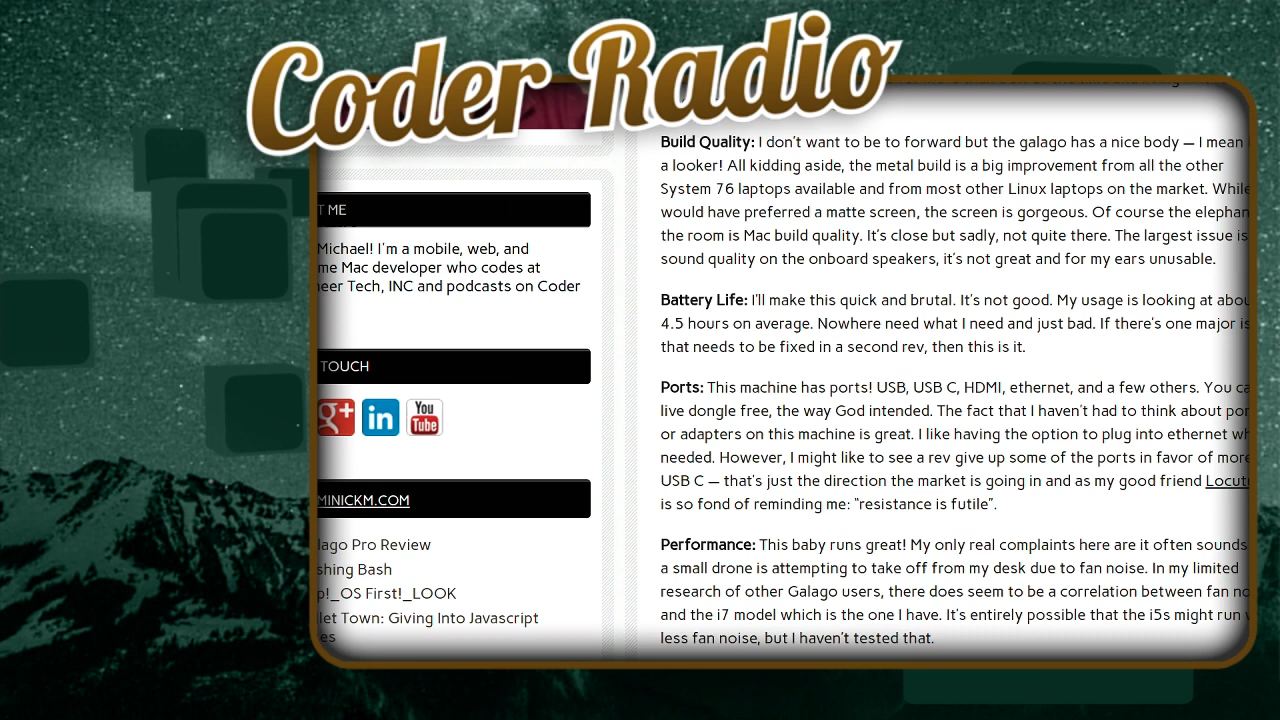 Coder Radio
T ME
Michael! I'm a mobile, web, and
me Mac developer who codes at
neer Tech, INC and podcasts on Coder
TOUCH
g+ in You Tube
MINICKM.COM
lago Pro Review
shing Bash
p!_OS First!_LOOK
let Town: Giving Into Javascript
es
Build Quality: I don't want to be to forward but the galago has a nice body — I mean
a looker! All kidding aside, the metal build is a big improvement from all the other
System 76 laptops available and from most other Linux laptops on the market. While
would have preferred a matte screen, the screen is gorgeous. Of course the elephan
the room is Mac build quality. It's close but sadly, not quite there. The largest issue is
sound quality on the onboard speakers, it's not great and for my ears unusable.
Battery Life: I'll make this quick and brutal. It's not good. My usage is looking at abou
4.5 hours on average. Nowhere need what I need and just bad. If there's one major is
that needs to be fixed in a second rev, then this is it.
Ports: This machine has ports! USB, USB C, HDMI, ethernet, and a few others. You ca
live dongle free, the way God intended. The fact that I haven't had to think about por
or adapters on this machine is great. I like having the option to plug into ethernet wh
needed. However, I might like to see a rev give up some of the ports in favor of more
USB C — that's just the direction the market is going in and as my good friend Locut
is so fond of reminding me: "resistance is futile".
Performance: This baby runs great! My only real complaints here are it often sounds
a small drone is attempting to take off from my desk due to fan noise. In my limited
research of other Galago users, there does seem to be a correlation between fan no
and the i7 model which is the one I have. It's entirely possible that the i5s might run
less fan noise, but I haven't tested that.